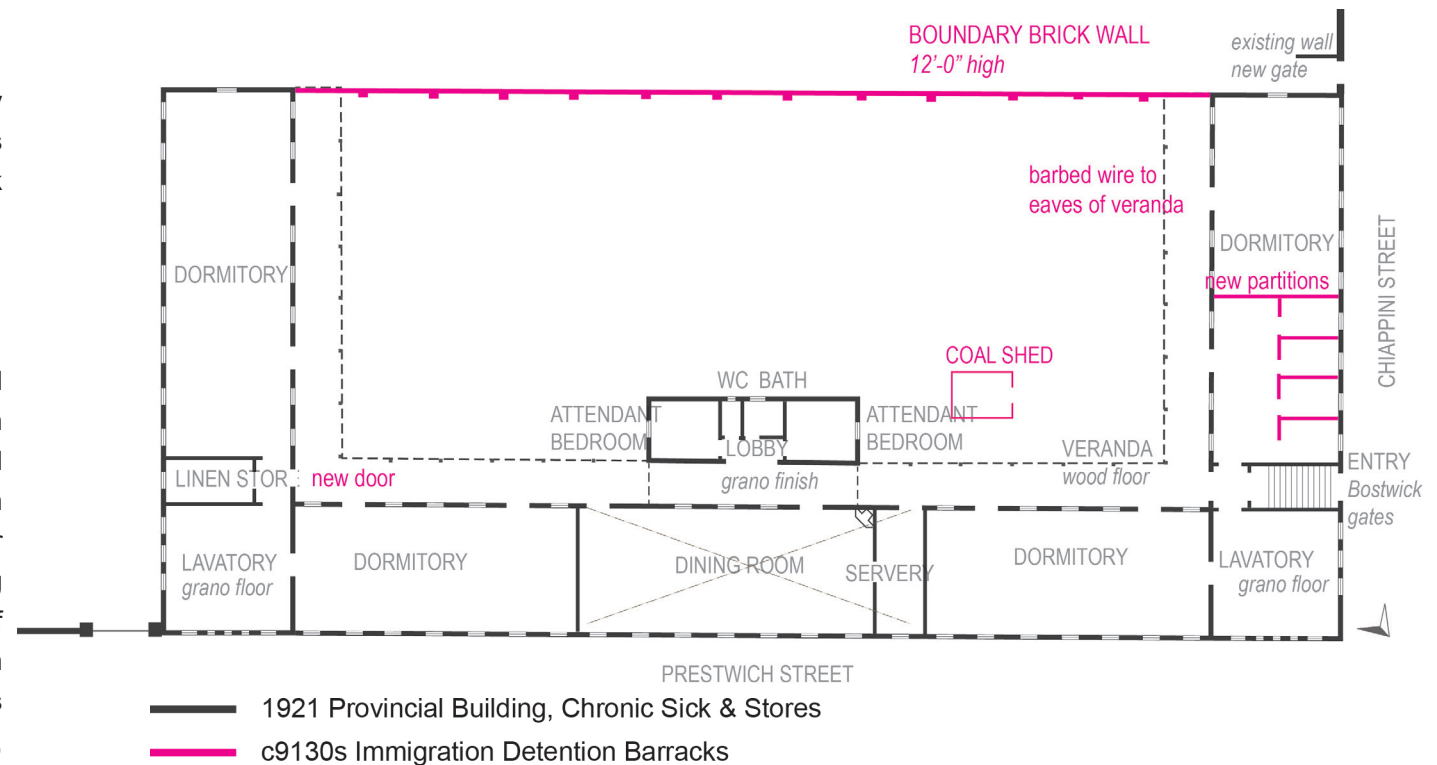 BOUNDARY BRICK WALL
12'-0" high
existing wall
new gate
barbed wire to
eaves of veranda
DORMITORY
DORMITORY
new partitions
CHIAPPINI STREET
COAL SHED
WC BATH
ATTENDANT
BEDROOM
LOBBY
grano finish
ATTENDANT
BEDROOM
VERANDA
wood floor
LINEN STOR
new door
ENTRY
Bostwick
gates
LAVATORY
grano floor
DORMITORY
DINING ROOM
SERVERY
DORMITORY
LAVATORY
grano floor
PRESTWICH STREET
1921 Provincial Building, Chronic Sick & Stores
c9130s Immigration Detention Barracks